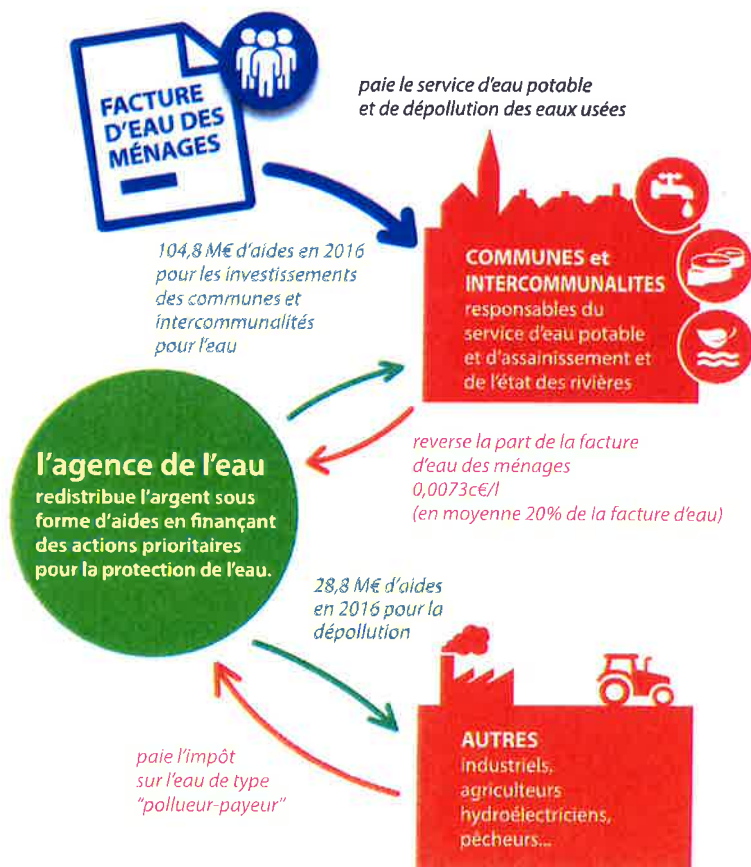 FACTURE
D'EAU DES
MÉNAGES
paie le service d'eau potable
et de dépollution des eaux usées
104,8 M€ d'aides en 2016
pour les investissements
des communes et
intercommunalités
pour l'eau
COMMUNES et
INTERCOMMUNALITES
responsables du
service d'eau potable
et d'assainissement et
de l'état des rivières
l'agence de l'eau
redistribue l'argent sous
forme d'aides en finançant
des actions prioritaires
pour la protection de l'eau.
reverse la part de la facture
d'eau des ménages
0,0073c€/l
(en moyenne 20% de la facture d'eau)
28,8 M€ d'aides
en 2016 pour la
dépollution
paie l'impôt
sur l'eau de type
"pollueur-payeur"
AUTRES
industriels,
agriculteurs
hydroélectriciens,
pêcheurs...